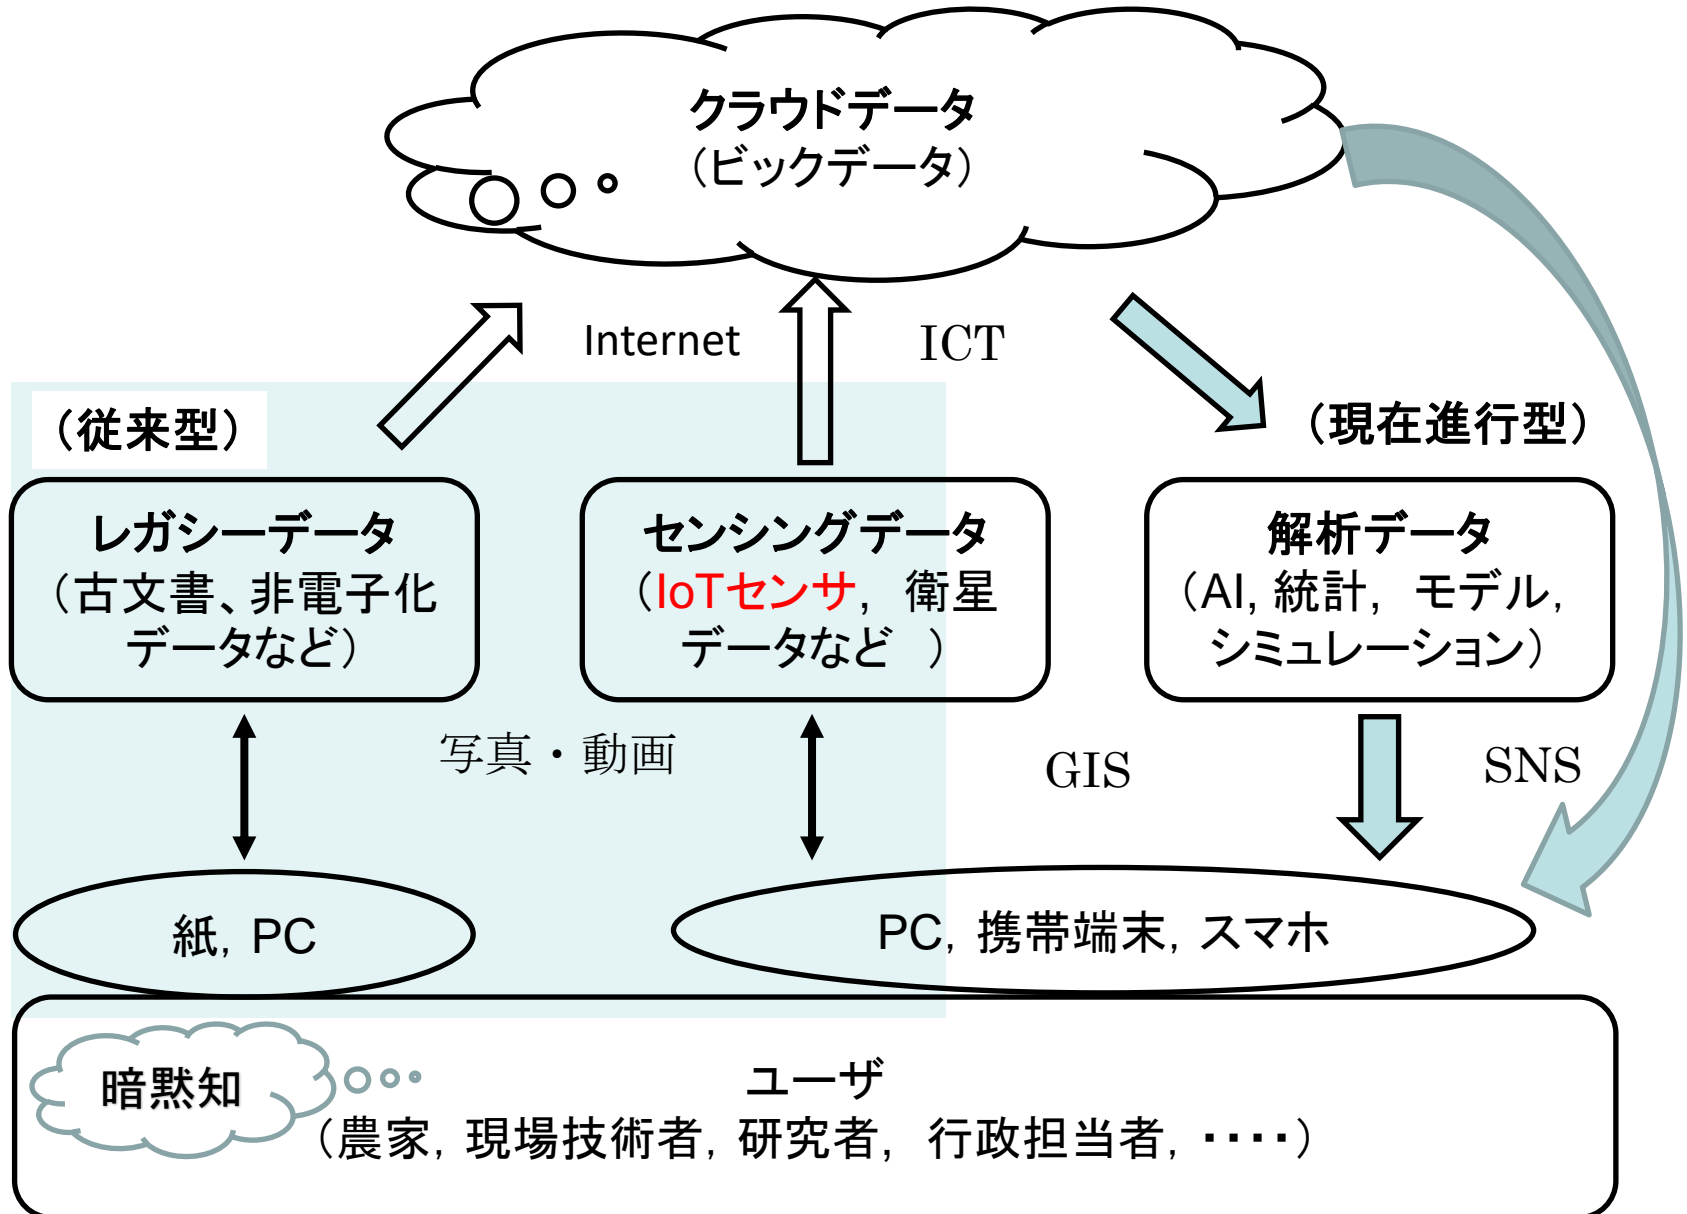 クラウドデータ
（ビックデータ）
Internet
ICT
（従来型）
（現在進行型）
レガシーデータ
（古文書、非電子化
データなど）
センシングデータ
（IoTセンサ， 衛星
データなど ）
解析データ
（AI, 統計， モデル，
シミュレーション）
写真・動画
GIS
SNS
紙，PC
PC，携帯端末，スマホ
暗黙知
ユーザ
（農家，現場技術者，研究者， 行政担当者，・・・・）